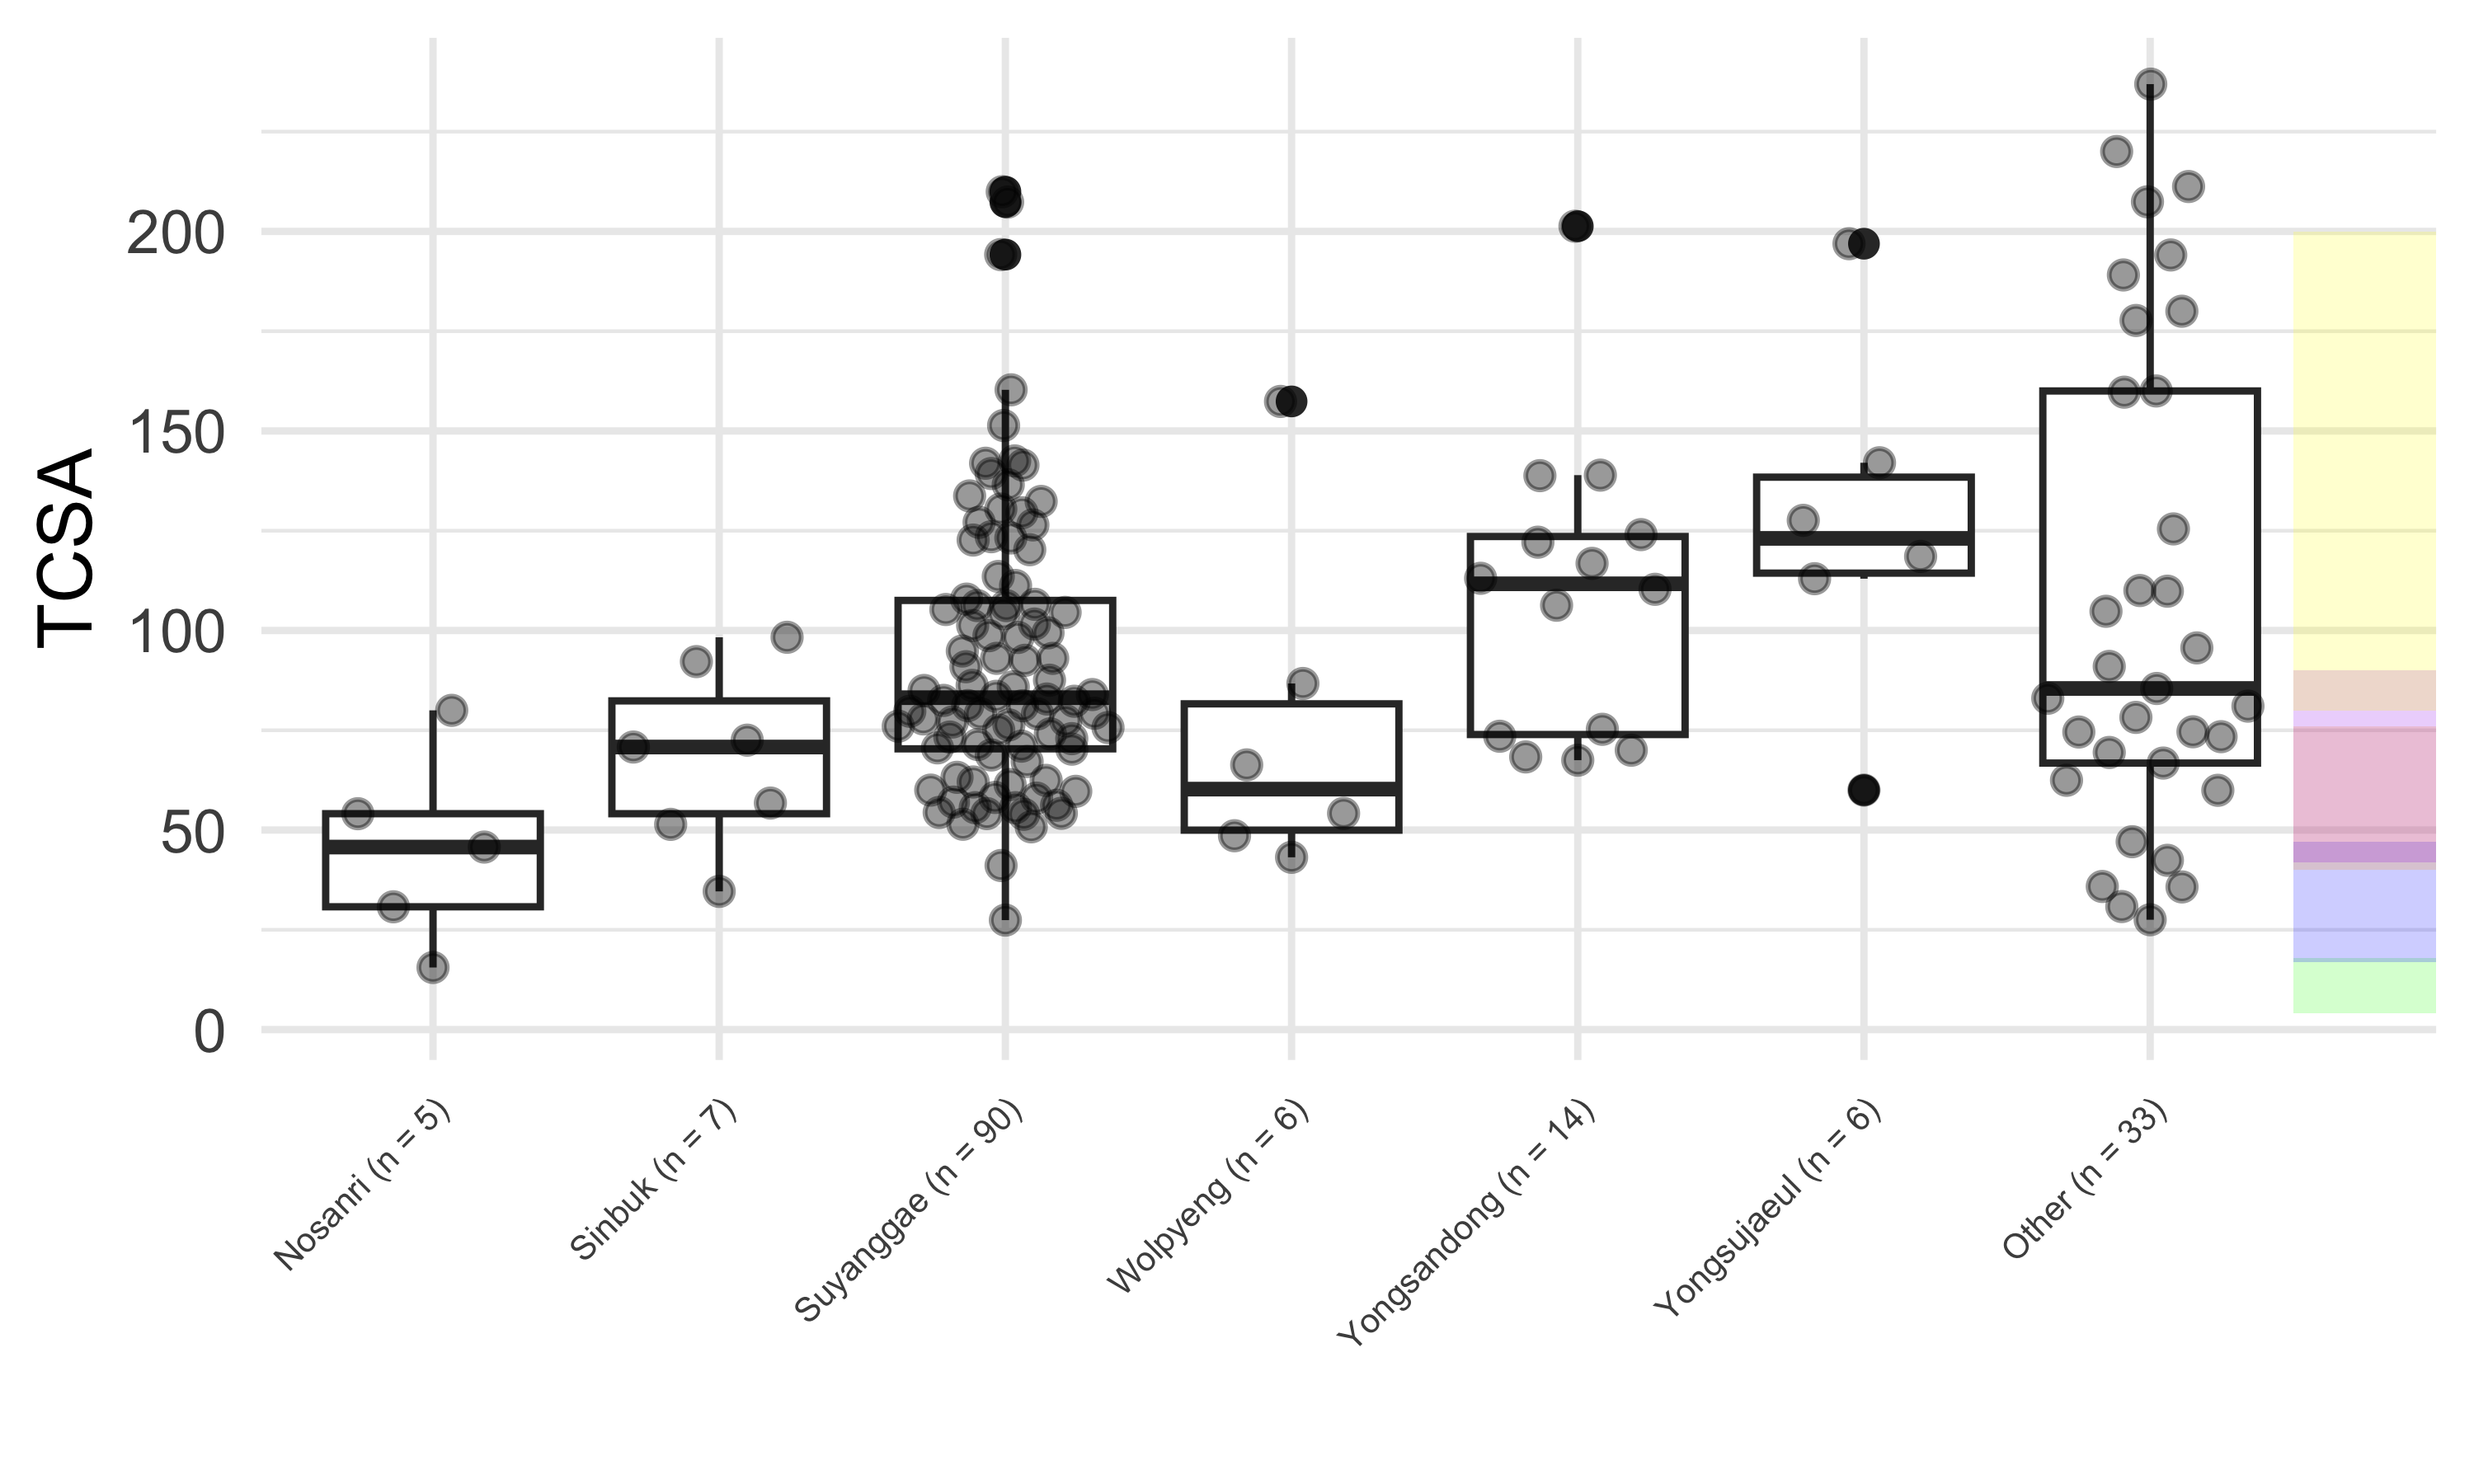 TCSA
200
150
100
50
0
Nosanri (n = 5)
Sinbuk (n = 7)
Suyanggae (n = 90)
Wolpyeng (n = 6)
Yongsandong (n = 14)
Yongsujaeul (n = 6)
Other (n = 33)